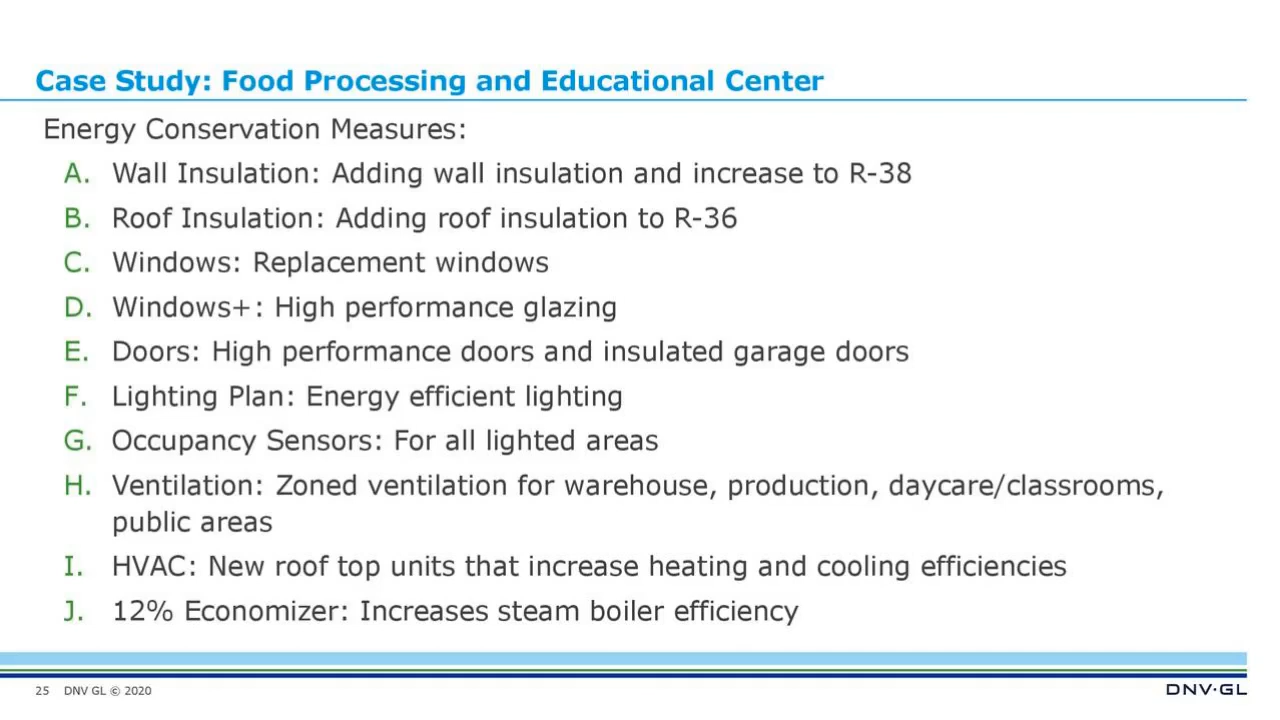 Case Study: Food Processing and Educational Center
Energy Conservation Measures:
A. Wall Insulation: Adding wall insulation and increase to R-38
B. Roof Insulation: Adding roof insulation to R-36
C. Windows: Replacement windows
D. Windows+: High performance glazing
E. Doors: High performance doors and insulated garage doors
F. Lighting Plan: Energy efficient lighting
G. Occupancy Sensors: For all lighted areas
H. Ventilation: Zoned ventilation for warehouse, production, daycare/classrooms,
public areas
I. HVAC: New roof top units that increase heating and cooling efficiencies
J. 12% Economizer: Increases steam boiler efficiency
25 DNV GL © 2020
DNV·GL